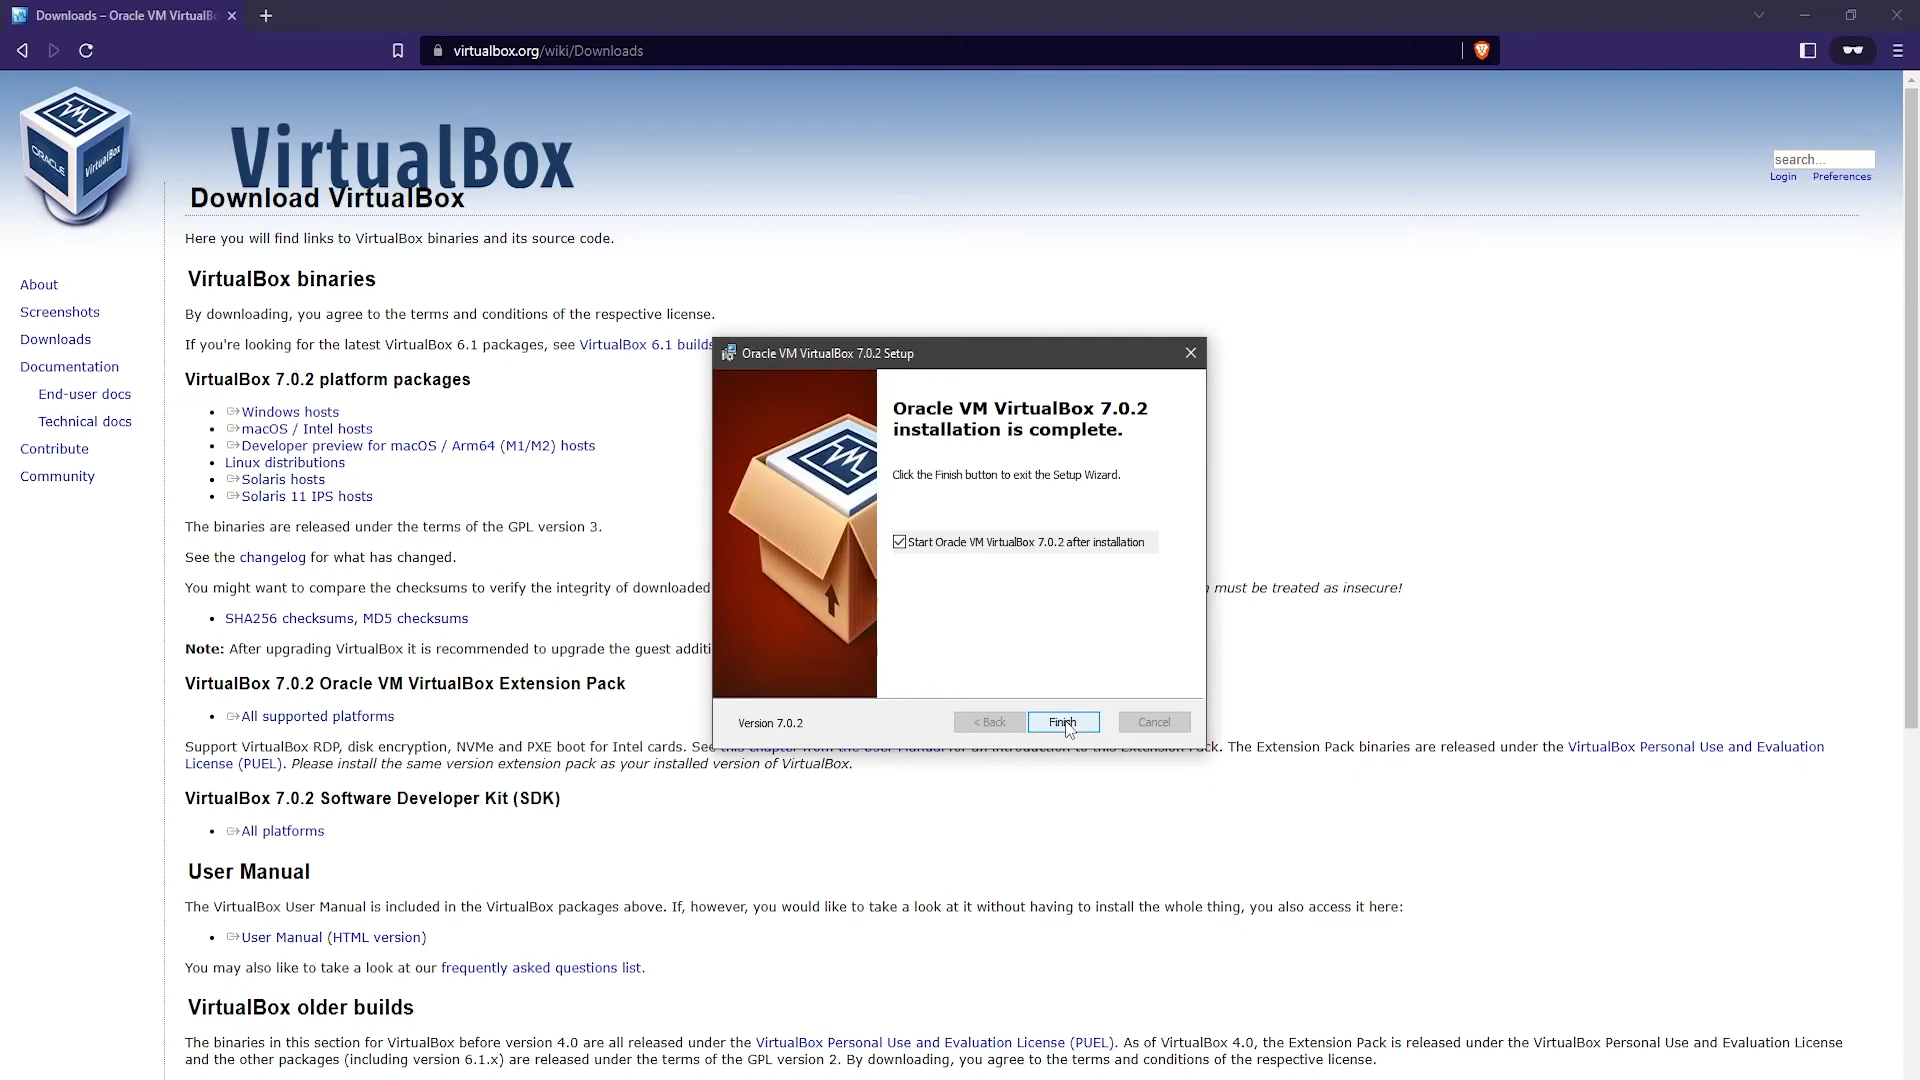 Downloads – Oracle VM VirtualBo
virtualbox.org/wiki/Downloads
ORACLE
VirtualBox
VirtualBox
search...
Login Preferences
Download VirtualBox
Here you will find links to VirtualBox binaries and its source code.
About
Screenshots
Downloads
Documentation
End-user docs
Technical docs
Contribute
Community
VirtualBox binaries
By downloading, you agree to the terms and conditions of the respective license.
If you're looking for the latest VirtualBox 6.1 packages, see VirtualBox 6.1 builds
VirtualBox 7.0.2 platform packages
Windows hosts
macOS / Intel hosts
Developer preview for macOS / Arm64 (M1/M2) hosts
Linux distributions
Solaris hosts
Solaris 11 IPS hosts
The binaries are released under the terms of the GPL version 3.
See the changelog for what has changed.
You might want to compare the checksums to verify the integrity of downloaded must be treated as insecure!
SHA256 checksums, MD5 checksums
Note: After upgrading VirtualBox it is recommended to upgrade the guest additi
Oracle VM VirtualBox 7.0.2 Setup
Oracle VM VirtualBox 7.0.2
installation is complete.
Click the Finish button to exit the Setup Wizard.
Start Oracle VM VirtualBox 7.0.2 after installation
Version 7.0.2
< Back Finish Cancel
VirtualBox 7.0.2 Oracle VM VirtualBox Extension Pack
All supported platforms
Support VirtualBox RDP, disk encryption, NVMe and PXE boot for Intel cards. See this chapter from the User Manual for an introduction to this Extension Pack. The Extension Pack binaries are released under the VirtualBox Personal Use and Evaluation
License (PUEL). Please install the same version extension pack as your installed version of VirtualBox.
VirtualBox 7.0.2 Software Developer Kit (SDK)
All platforms
User Manual
The VirtualBox User Manual is included in the VirtualBox packages above. If, however, you would like to take a look at it without having to install the whole thing, you also access it here:
User Manual (HTML version)
You may also like to take a look at our frequently asked questions list.
VirtualBox older builds
The binaries in this section for VirtualBox before version 4.0 are all released under the VirtualBox Personal Use and Evaluation License (PUEL). As of VirtualBox 4.0, the Extension Pack is released under the VirtualBox Personal Use and Evaluation License
and the other packages (including version 6.1.x) are released under the terms of the GPL version 2. By downloading, you agree to the terms and conditions of the respective license.